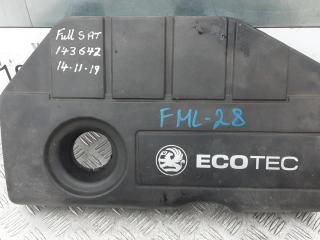 Full SAT
143642
14-11-19
FML-28
ECOTEC